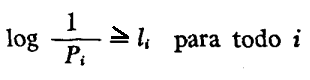 log 1/P_i ≧ l_i para todo i